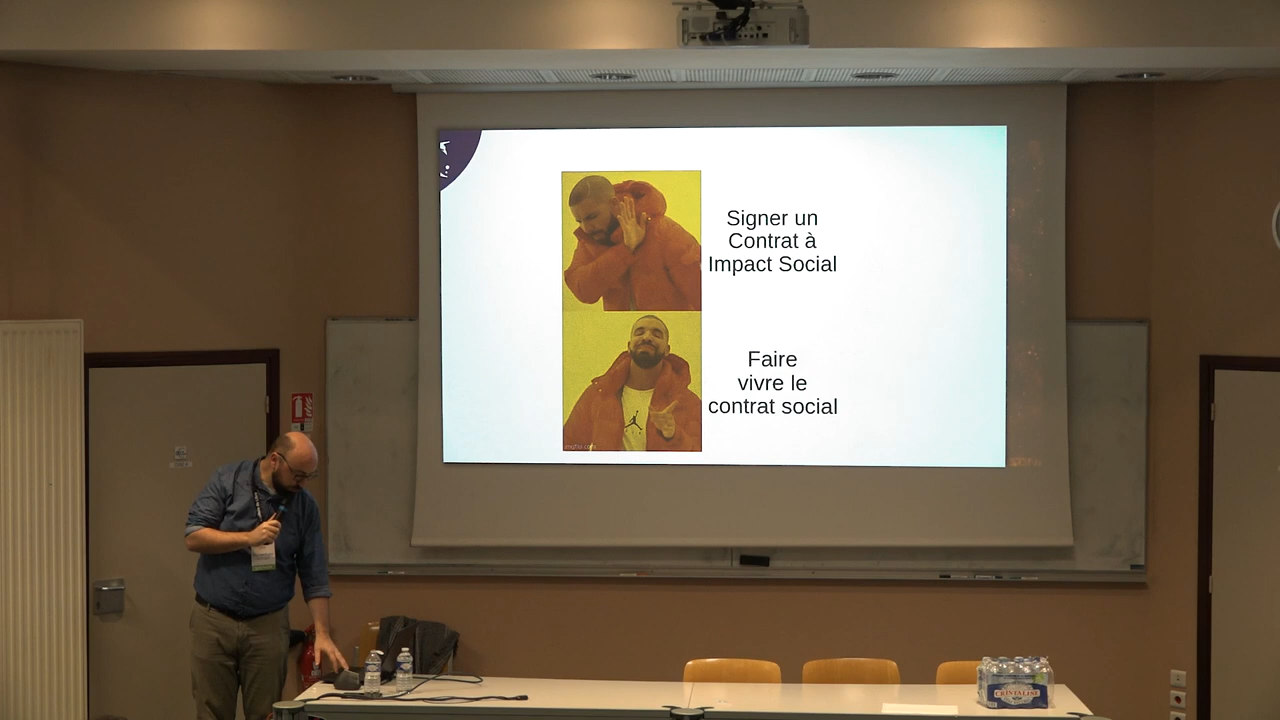 Signer un
Contrat à
Impact Social
Faire
vivre le
contrat social
CRISTALINE